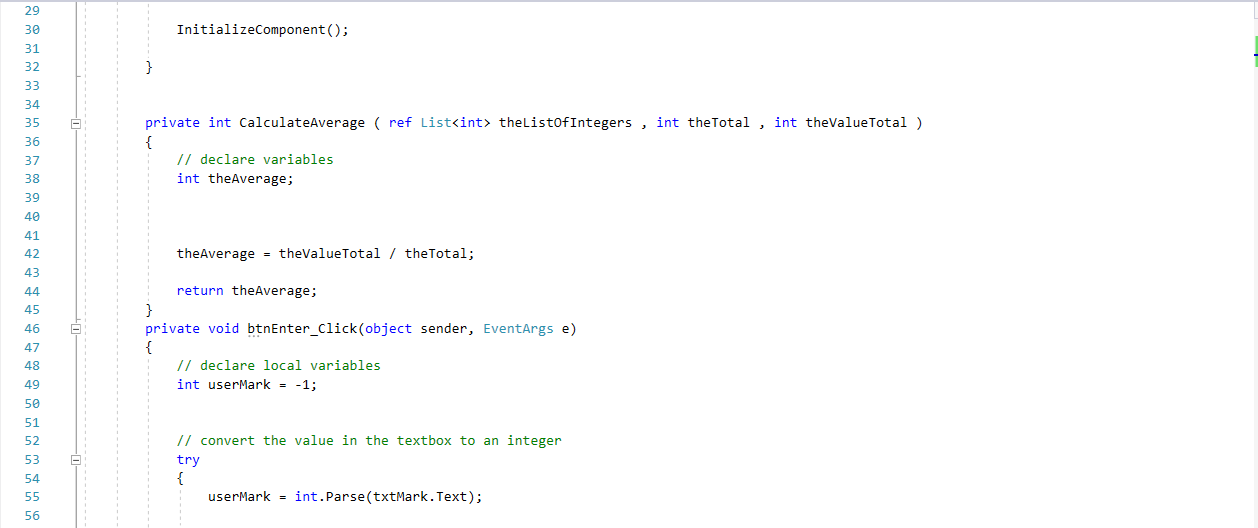 29
30 InitializeComponent();
31
32 }
33
34
35 private int CalculateAverage ( ref List<int> theListOfIntegers , int theTotal , int theValueTotal )
36 {
37 // declare variables
38 int theAverage;
39
40
41
42 theAverage = theValueTotal / theTotal;
43
44 return theAverage;
45 }
46 private void btnEnter_Click(object sender, EventArgs e)
47 {
48 // declare local variables
49 int userMark = -1;
50
51
52 // convert the value in the textbox to an integer
53 try
54 {
55 userMark = int.Parse(txtMark.Text);
56